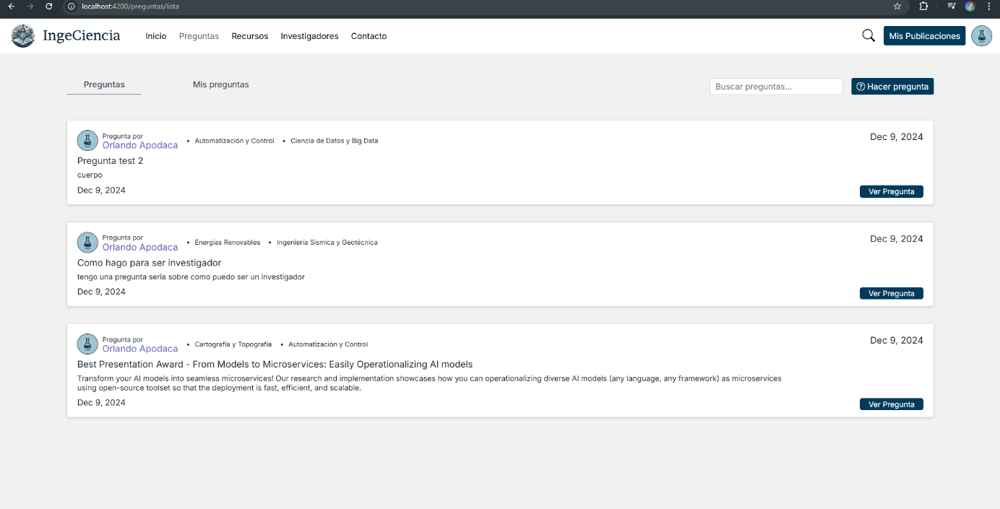 localhost:4200/preguntas/lista
IngeCiencia Inicio Preguntas Recursos Investigadores Contacto Mis Publicaciones
Preguntas Mis preguntas Buscar preguntas... Hacer pregunta
Pregunta por
Orlando Apodaca • Automatización y Control • Ciencia de Datos y Big Data Dec 9, 2024
Pregunta test 2
cuerpo
Dec 9, 2024
Ver Pregunta
Pregunta por
Orlando Apodaca • Energías Renovables • Ingeniería Sísmica y Geotécnica Dec 9, 2024
Como hago para ser investigador
tengo una pregunta seria sobre como puedo ser un investigador
Dec 9, 2024
Ver Pregunta
Pregunta por
Orlando Apodaca • Cartografía y Topografía • Automatización y Control Dec 9, 2024
Best Presentation Award - From Models to Microservices: Easily Operationalizing AI models
Transform your AI models into seamless microservices! Our research and implementation showcases how you can operationalizing diverse AI models (any language, any framework) as microservices
using open-source toolset so that the deployment is fast, efficient, and scalable.
Dec 9, 2024
Ver Pregunta